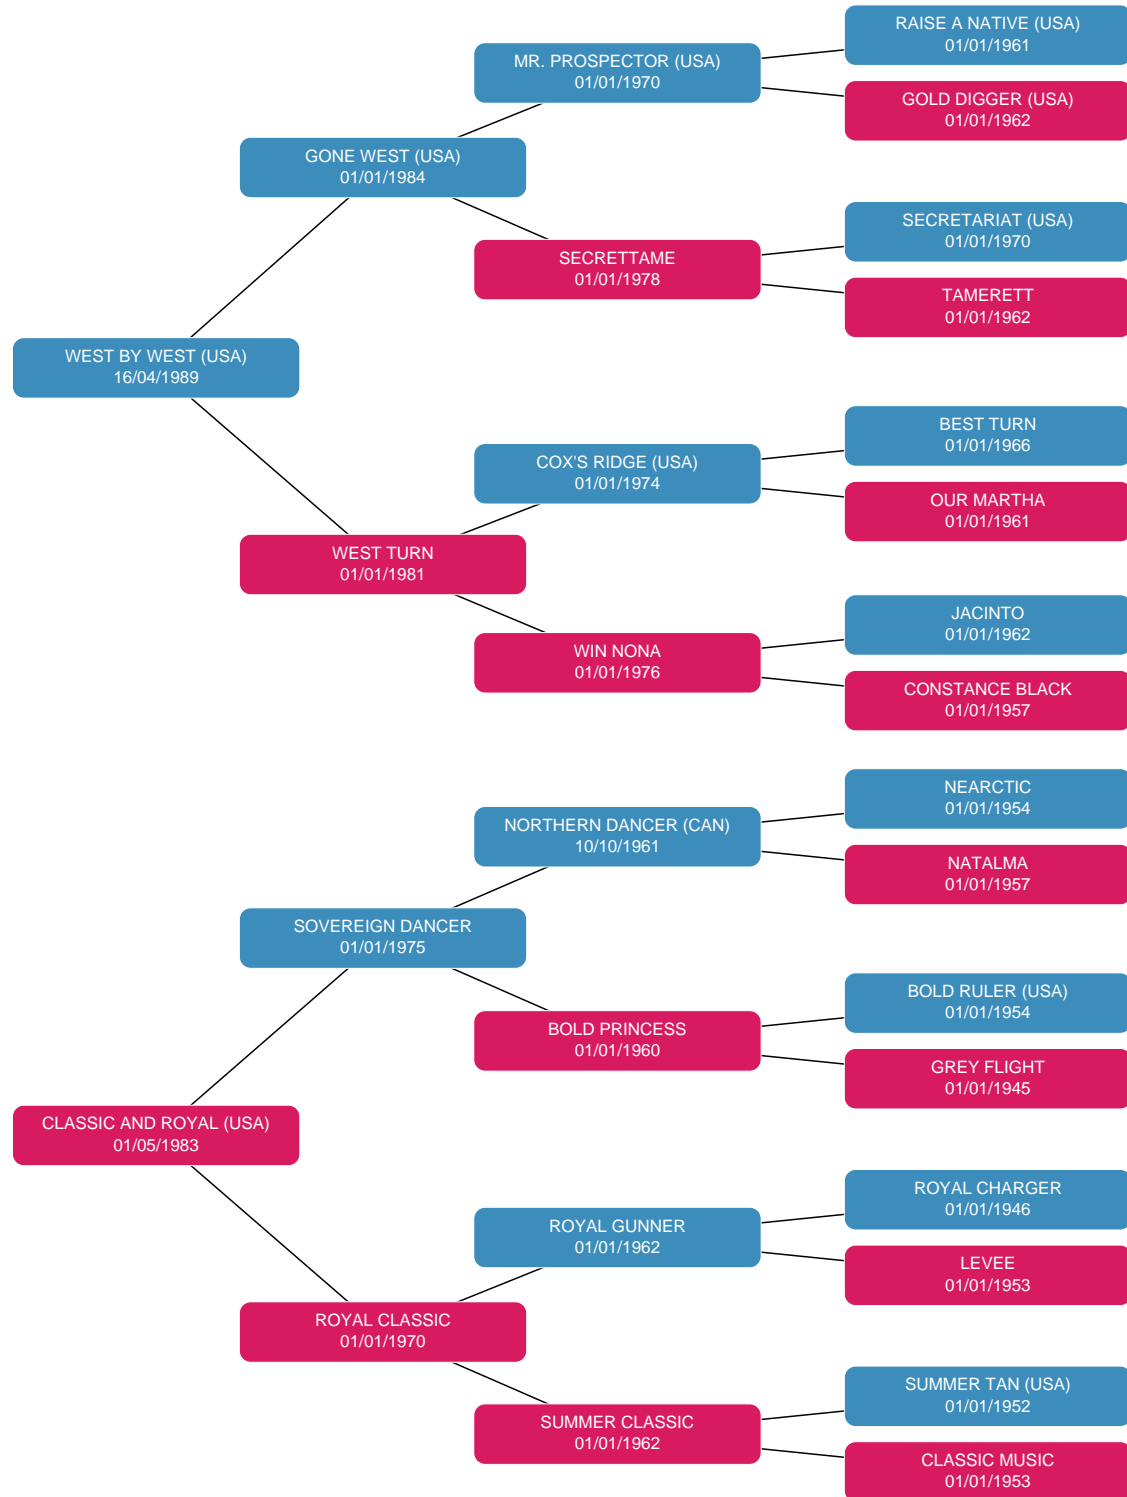 RAISE A NATIVE (USA)
01/01/1961
MR. PROSPECTOR (USA)
01/01/1970
GOLD DIGGER (USA)
01/01/1962
GONE WEST (USA)
01/01/1984
SECRETARIAT (USA)
01/01/1970
SECRETTAME
01/01/1978
TAMERETT
01/01/1962
WEST BY WEST (USA)
16/04/1989
BEST TURN
01/01/1966
COX'S RIDGE (USA)
01/01/1974
OUR MARTHA
01/01/1961
WEST TURN
01/01/1981
JACINTO
01/01/1962
WIN NONA
01/01/1976
CONSTANCE BLACK
01/01/1957
NEARCTIC
01/01/1954
NORTHERN DANCER (CAN)
10/10/1961
NATALMA
01/01/1957
SOVEREIGN DANCER
01/01/1975
BOLD RULER (USA)
01/01/1954
BOLD PRINCESS
01/01/1960
GREY FLIGHT
01/01/1945
CLASSIC AND ROYAL (USA)
01/05/1983
ROYAL CHARGER
01/01/1946
ROYAL GUNNER
01/01/1962
LEVEE
01/01/1953
ROYAL CLASSIC
01/01/1970
SUMMER TAN (USA)
01/01/1952
SUMMER CLASSIC
01/01/1962
CLASSIC MUSIC
01/01/1953